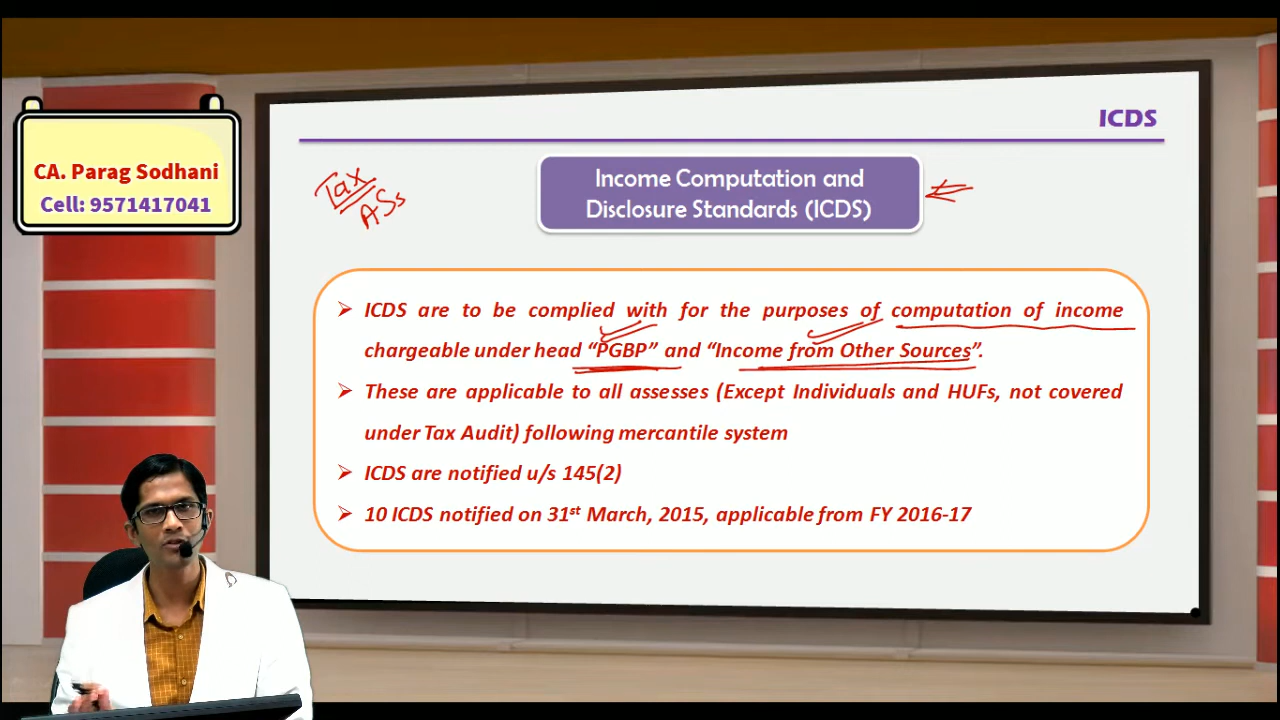 CA. Parag Sodhani
Cell: 9571417041
ICDS
Tax
ASs
Income Computation and
Disclosure Standards (ICDS)
➤ ICDS are to be complied with for the purposes of computation of income
chargeable under head “PGBP” and “Income from Other Sources”.
➤ These are applicable to all assesses (Except Individuals and HUFs, not covered
under Tax Audit) following mercantile system
➤ ICDS are notified u/s 145(2)
➤ 10 ICDS notified on 31st March, 2015, applicable from FY 2016-17